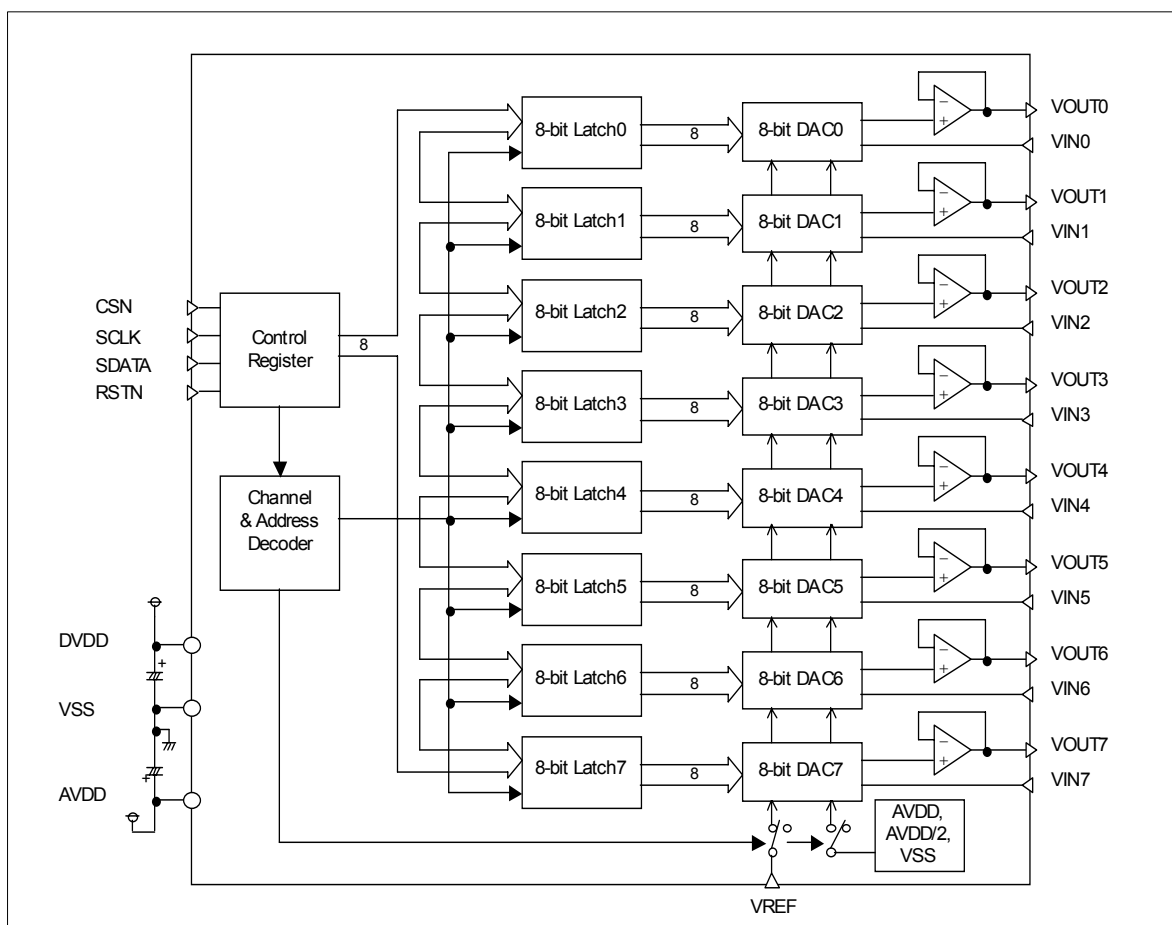 8-bit Latch0
8
8-bit DAC0
−
+
VOUT0
VIN0
8-bit Latch1
8
8-bit DAC1
−
+
VOUT1
VIN1
8-bit Latch2
8
8-bit DAC2
−
+
VOUT2
VIN2
CSN
SCLK
SDATA
RSTN
Control
Register
8
8-bit Latch3
8
8-bit DAC3
−
+
VOUT3
VIN3
Channel
& Address
Decoder
8-bit Latch4
8
8-bit DAC4
−
+
VOUT4
VIN4
8-bit Latch5
8
8-bit DAC5
−
+
VOUT5
VIN5
DVDD
+
VSS
+
AVDD
8-bit Latch6
8
8-bit DAC6
−
+
VOUT6
VIN6
8-bit Latch7
8
8-bit DAC7
−
+
VOUT7
VIN7
AVDD,
AVDD/2,
VSS
VREF